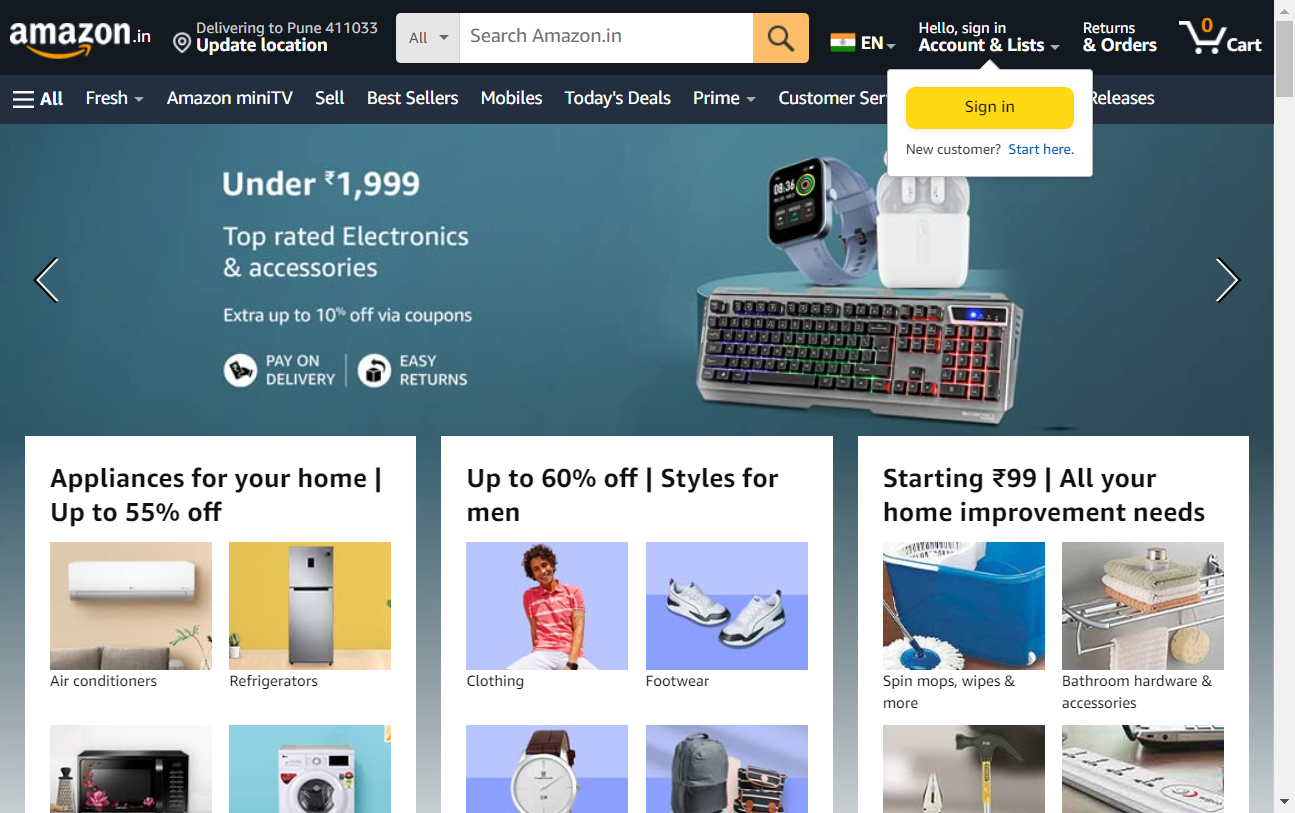 amazon.in
Delivering to Pune 411033
Update location
All
Search Amazon.in
EN
Hello, sign in
Account & Lists
Returns
& Orders
0
Cart
All
Fresh
Amazon miniTV
Sell
Best Sellers
Mobiles
Today's Deals
Prime
Customer Ser
Releases
Sign in
New customer? Start here.
Under ₹1,999
Top rated Electronics
& accessories
Extra up to 10% off via coupons
PAY ON
DELIVERY
EASY
RETURNS
08:36
Appliances for your home |
Up to 55% off
Air conditioners
Refrigerators
Up to 60% off | Styles for
men
Clothing
Footwear
Starting ₹99 | All your
home improvement needs
Spin mops, wipes &
more
Bathroom hardware &
accessories